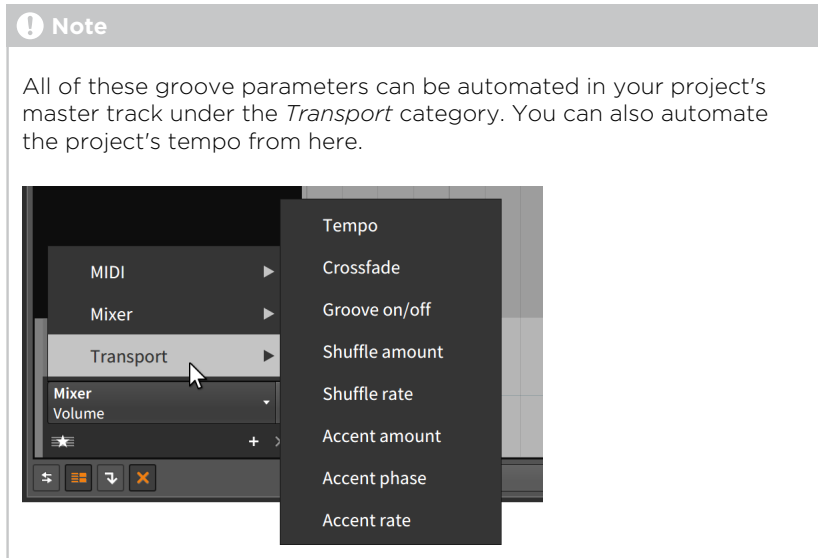 Note
All of these groove parameters can be automated in your project's
master track under the Transport category. You can also automate
the project's tempo from here.
MIDI
Mixer
Transport
Mixer
Volume
Tempo
Crossfade
Groove on/off
Shuffle amount
Shuffle rate
Accent amount
Accent phase
Accent rate